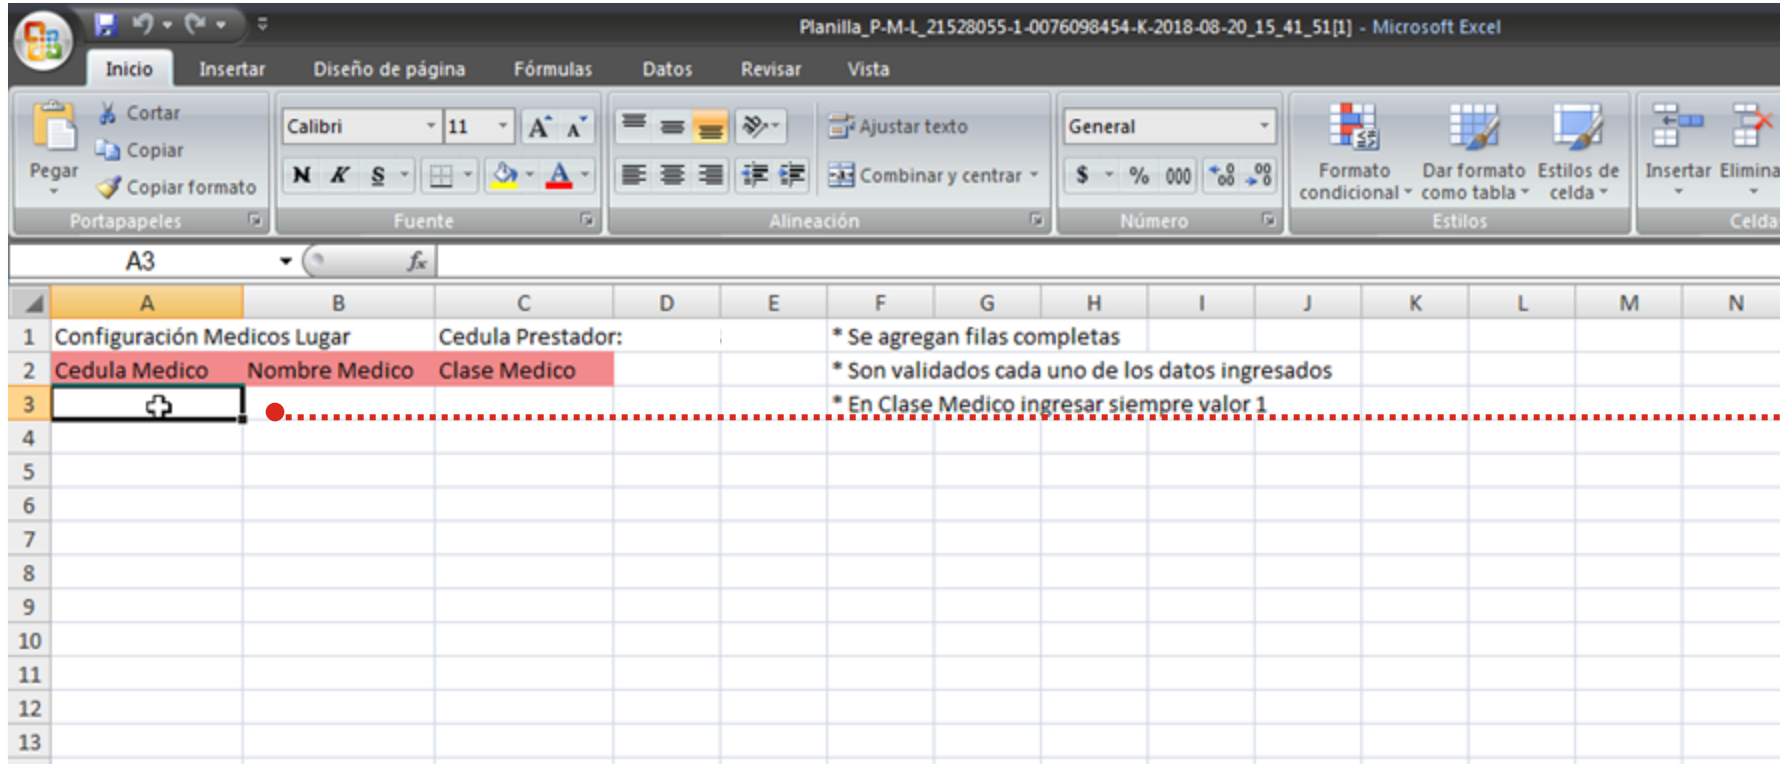 Planilla_P-M-L_21528055-1-0076098454-K-2018-08-20_15_41_51[1] - Microsoft Excel
Inicio Insertar Diseño de página Fórmulas Datos Revisar Vista
Cortar
Copiar
Copiar formato
Pegar
Portapapeles
Calibri 11
N K S
Fuente
Ajustar texto
Combinar y centrar
Alineación
General
$ % 000
Número
Formato condicional
Dar formato como tabla
Estilos de celda
Estilos
Insertar Elimina
Celda
A3 fx
A B C D E F G H I J K L M N
1 Configuración Medicos Lugar Cedula Prestador: * Se agregan filas completas
2 Cedula Medico Nombre Medico Clase Medico * Son validados cada uno de los datos ingresados
3 * En Clase Medico ingresar siempre valor 1
4
5
6
7
8
9
10
11
12
13